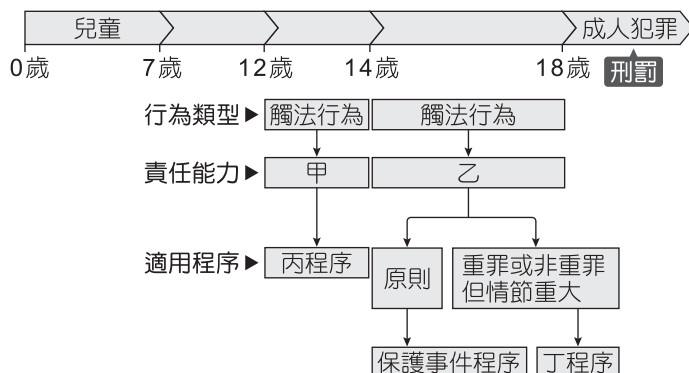 兒童
成人犯罪
0歲
7歲
12歲
14歲
18歲
刑罰
行為類型▶
觸法行為
觸法行為
責任能力▶
甲
乙
適用程序▶
丙程序
原則
重罪或非重罪
但情節重大
保護事件程序
丁程序